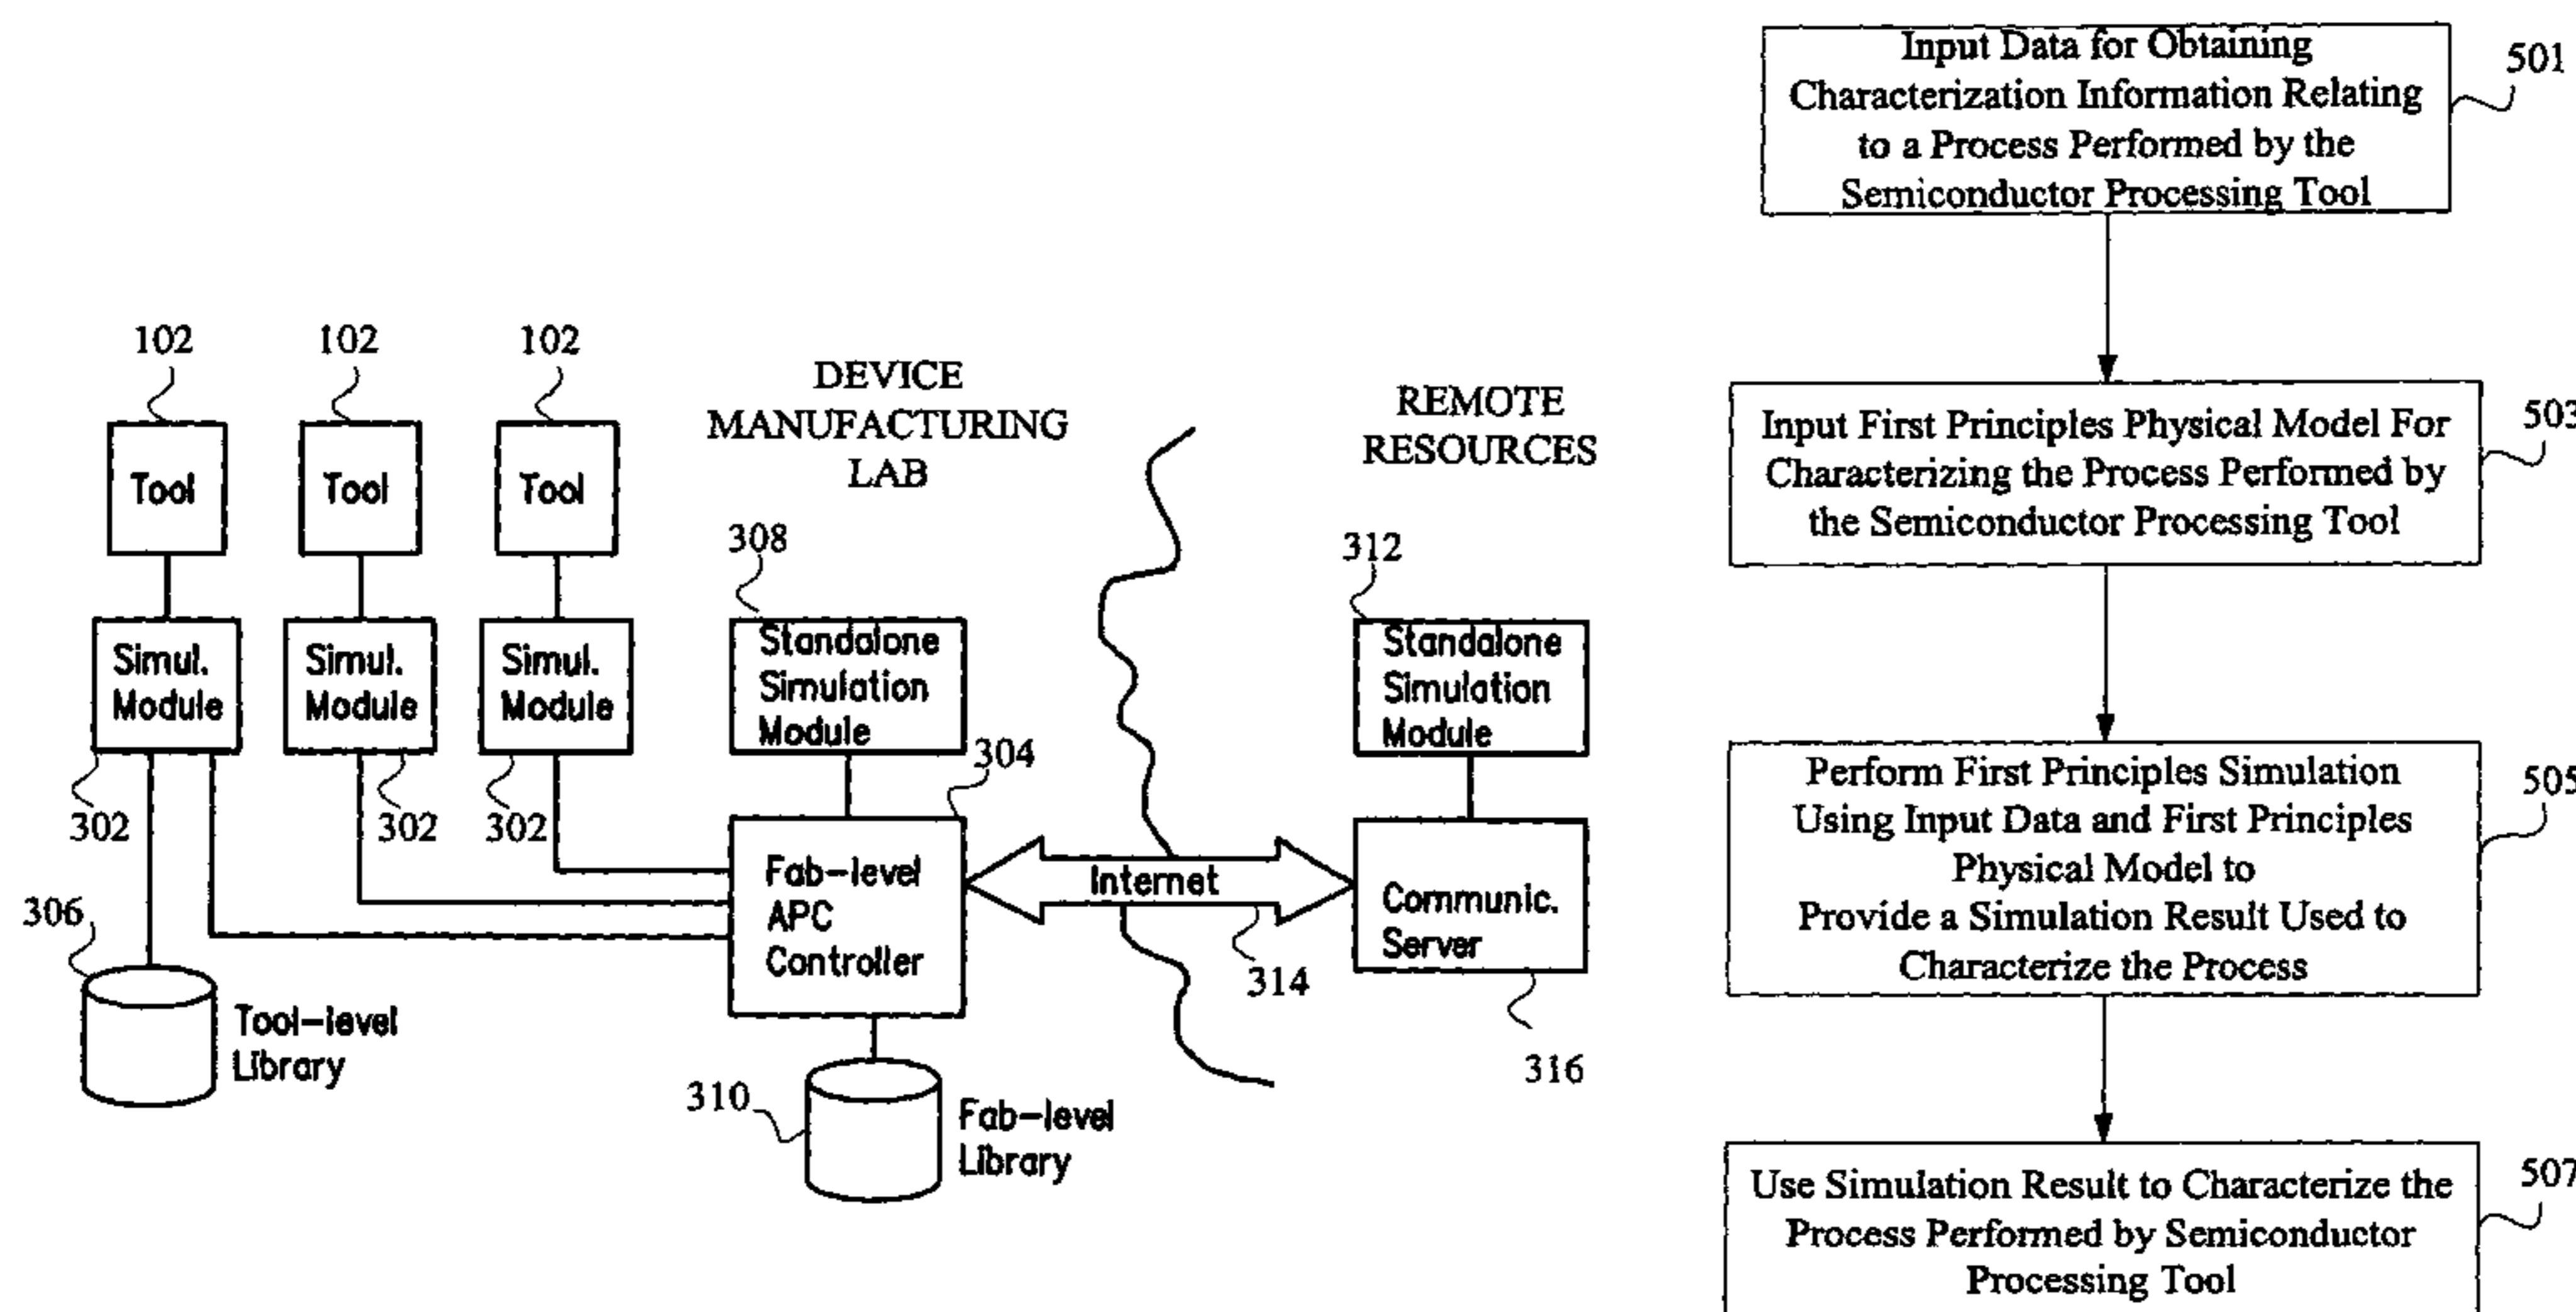 102
102
102
Tool
Tool
Tool
Simul.
Module
Simul.
Module
Simul.
Module
302
302
302
306
Tool-level
Library
DEVICE
MANUFACTURING
LAB
308
Standalone
Simulation
Module
304
Fab-level
APC
Controller
310
Fab-level
Library
Internet
314
REMOTE
RESOURCES
312
Standalone
Simulation
Module
Communic.
Server
316
Input Data for Obtaining
Characterization Information Relating
to a Process Performed by the
Semiconductor Processing Tool
501
Input First Principles Physical Model For
Characterizing the Process Performed by
the Semiconductor Processing Tool
503
Perform First Principles Simulation
Using Input Data and First Principles
Physical Model to
Provide a Simulation Result Used to
Characterize the Process
505
Use Simulation Result to Characterize the
Process Performed by Semiconductor
Processing Tool
507